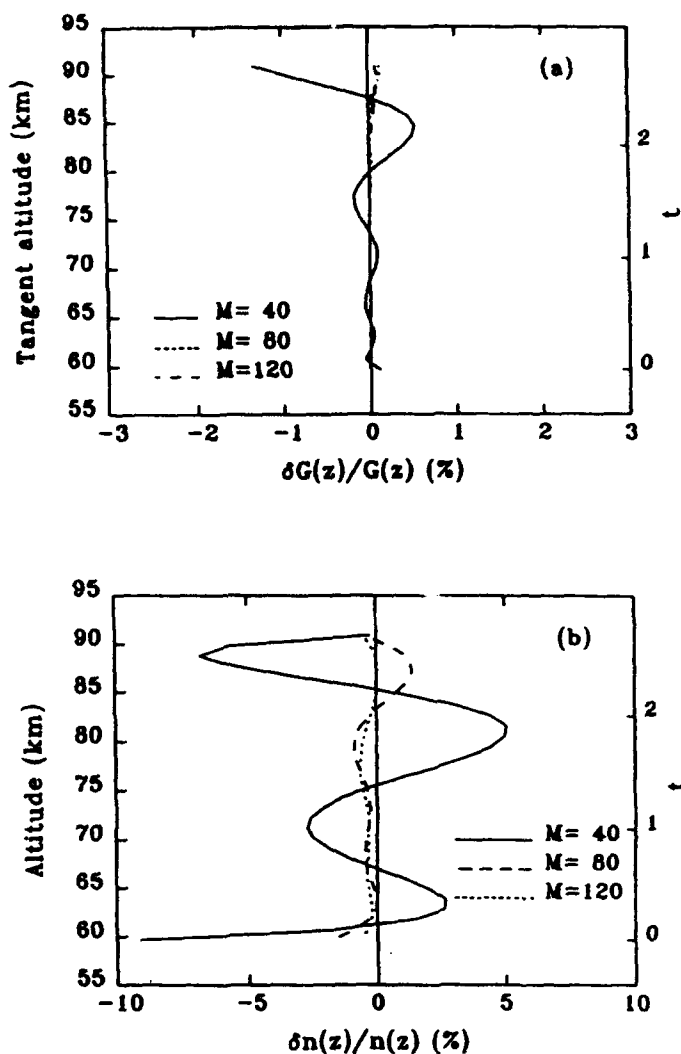 95
90
85
80
75
70
65
60
55
Tangent altitude (km)
(a)
2
1
0
t
M= 40
M= 80
M=120
-3 -2 -1 0 1 2 3
δG(z)/G(z) (%)
95
90
85
80
75
70
65
60
55
Altitude (km)
(b)
2
1
0
t
M= 40
M= 80
M=120
-10 -5 0 5 10
δn(z)/n(z) (%)